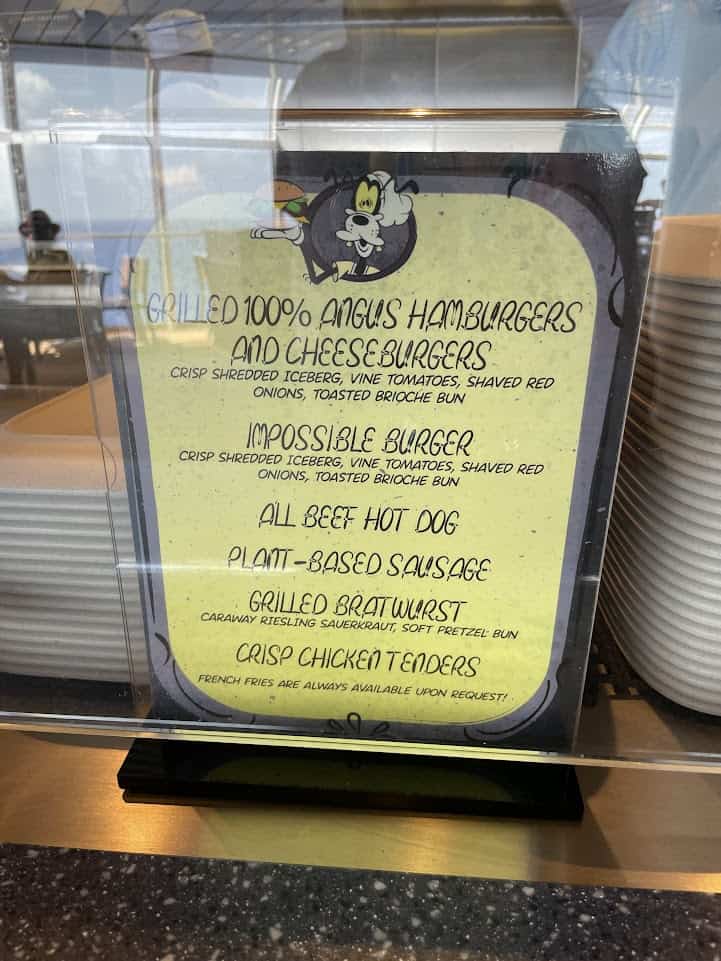 GRILLED 100% ANGUS HAMBURGERS
AND CHEESEBURGERS
CRISP SHREDDED ICEBERG, VINE TOMATOES, SHAVED RED
ONIONS, TOASTED BRIOCHE BUN
IMPOSSIBLE BURGER
CRISP SHREDDED ICEBERG, VINE TOMATOES, SHAVED RED
ONIONS, TOASTED BRIOCHE BUN
ALL BEEF HOT DOG
PLANT-BASED SAUSAGE
GRILLED BRATWURST
CARAWAY RIESLING SAUERKRAUT, SOFT PRETZEL BUN
CRISP CHICKEN TENDERS
FRENCH FRIES ARE ALWAYS AVAILABLE UPON REQUEST!